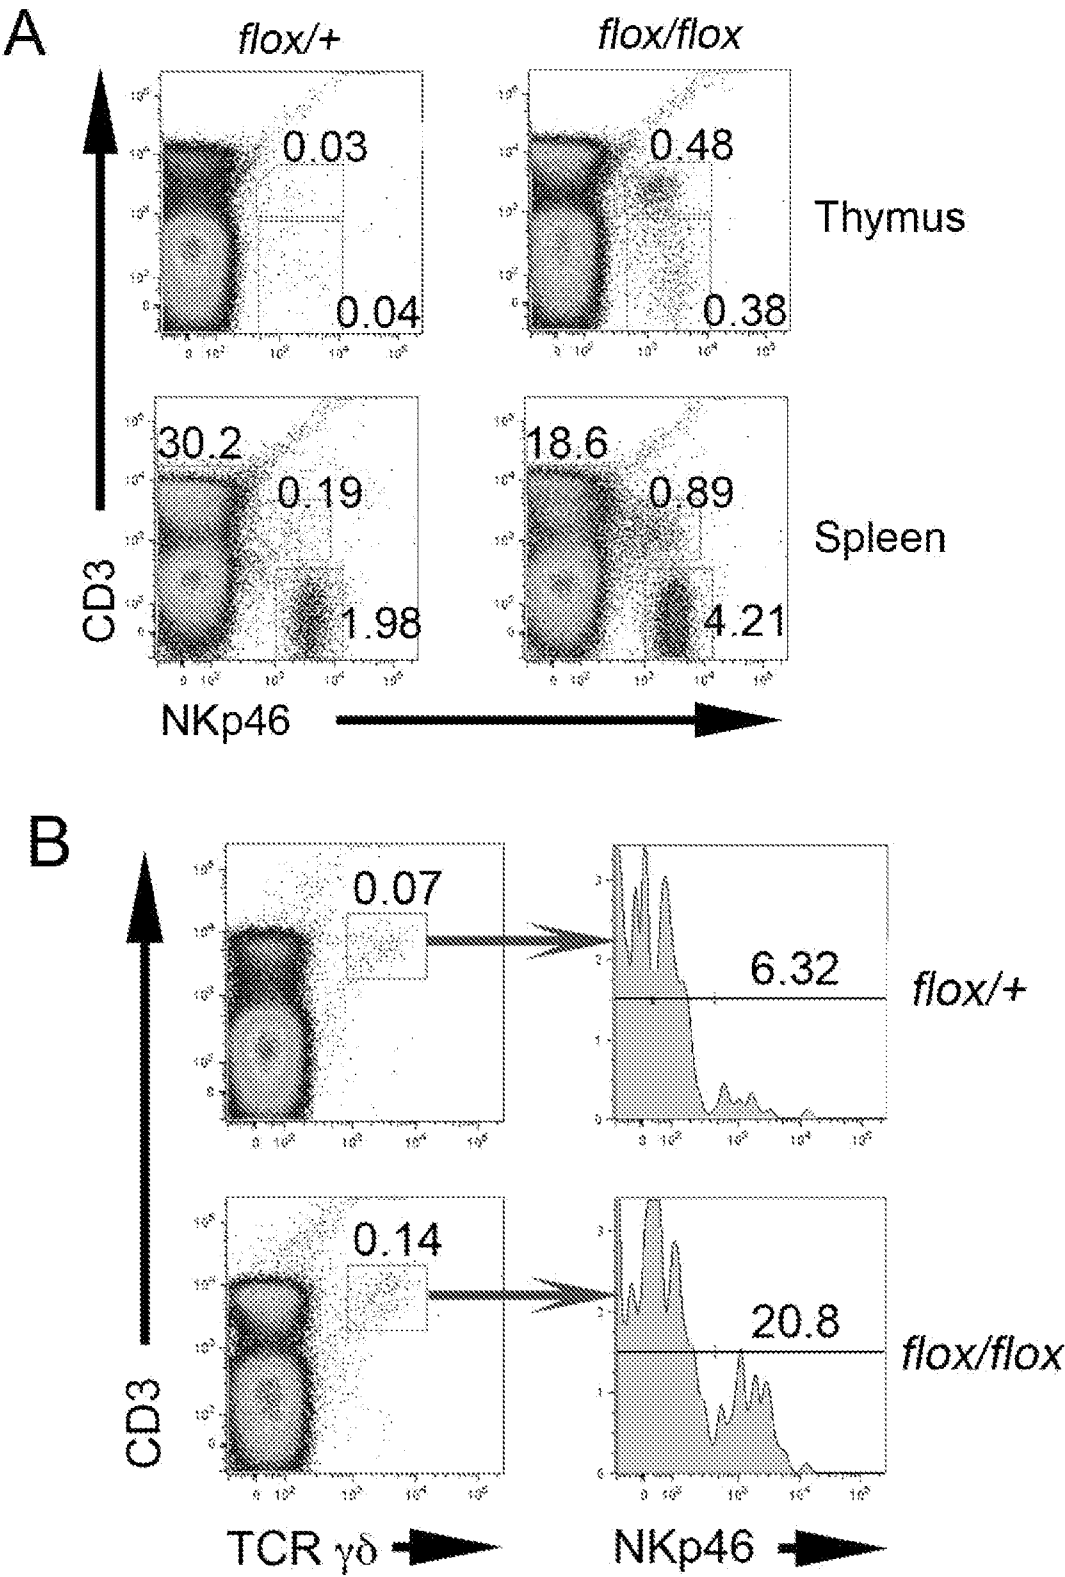 A
flox/+
flox/flox
0.03
0.04
0.48
0.38
Thymus
30.2
0.19
1.98
18.6
0.89
4.21
Spleen
CD3
NKp46
B
0.07
6.32
flox/+
0.14
20.8
flox/flox
CD3
TCR γδ
NKp46